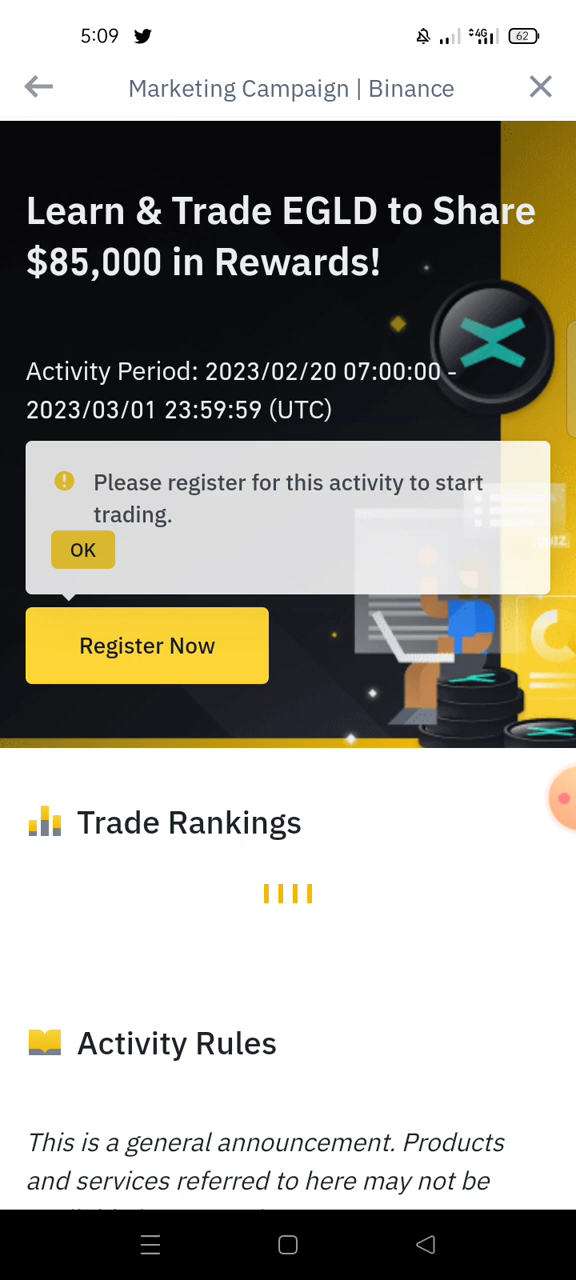 5:09
4G
62
Marketing Campaign | Binance
Learn & Trade EGLD to Share
$85,000 in Rewards!
Activity Period: 2023/02/20 07:00:00 -
2023/03/01 23:59:59 (UTC)
Please register for this activity to start
trading.
OK
QUIZ
Register Now
Trade Rankings
Activity Rules
This is a general announcement. Products
and services referred to here may not be